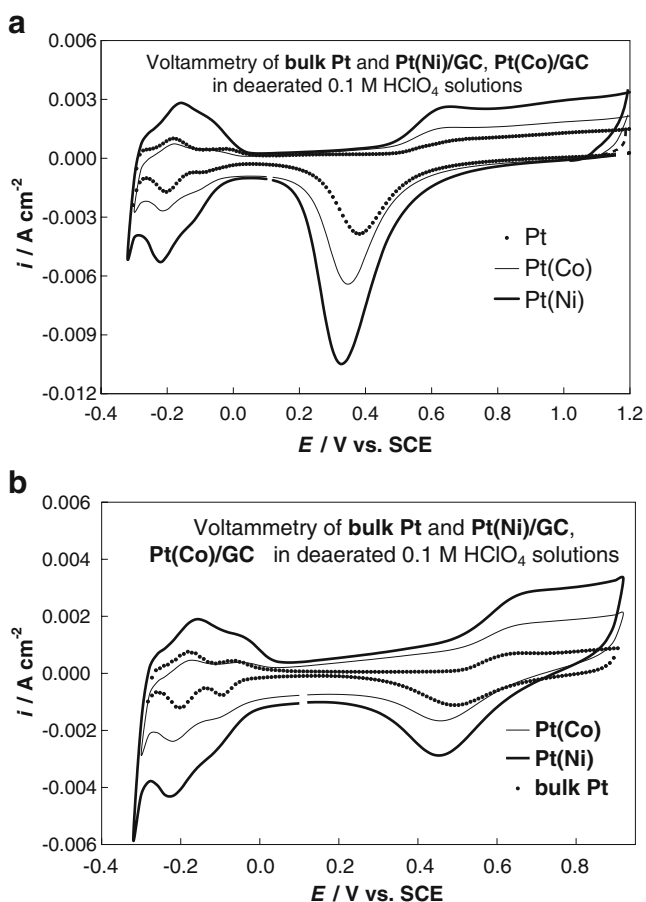 a
0.006
Voltammetry of bulk Pt and Pt(Ni)/GC, Pt(Co)/GC
in deaerated 0.1 M HClO4 solutions
0.003
0.000
-0.003
-0.006
-0.009
-0.012
i / A cm-2
Pt
Pt(Co)
Pt(Ni)
-0.4 -0.2 0.0 0.2 0.4 0.6 0.8 1.0 1.2
E / V vs. SCE
b
0.006
Voltammetry of bulk Pt and Pt(Ni)/GC,
Pt(Co)/GC in deaerated 0.1 M HClO4 solutions
0.004
0.002
0.000
-0.002
-0.004
-0.006
i / A cm-2
Pt(Co)
Pt(Ni)
bulk Pt
-0.4 -0.2 0.0 0.2 0.4 0.6 0.8
E / V vs. SCE